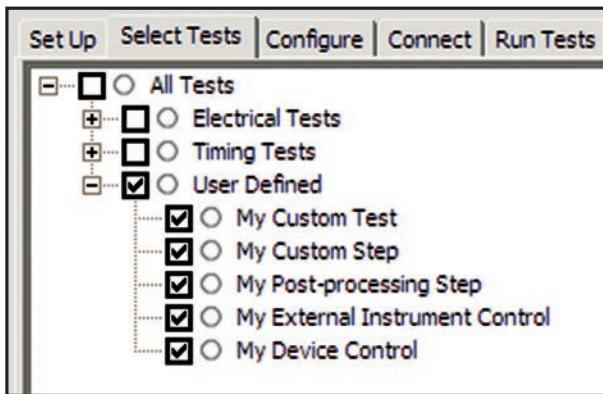 Set Up Select Tests Configure Connect Run Tests
All Tests
Electrical Tests
Timing Tests
User Defined
My Custom Test
My Custom Step
My Post-processing Step
My External Instrument Control
My Device Control